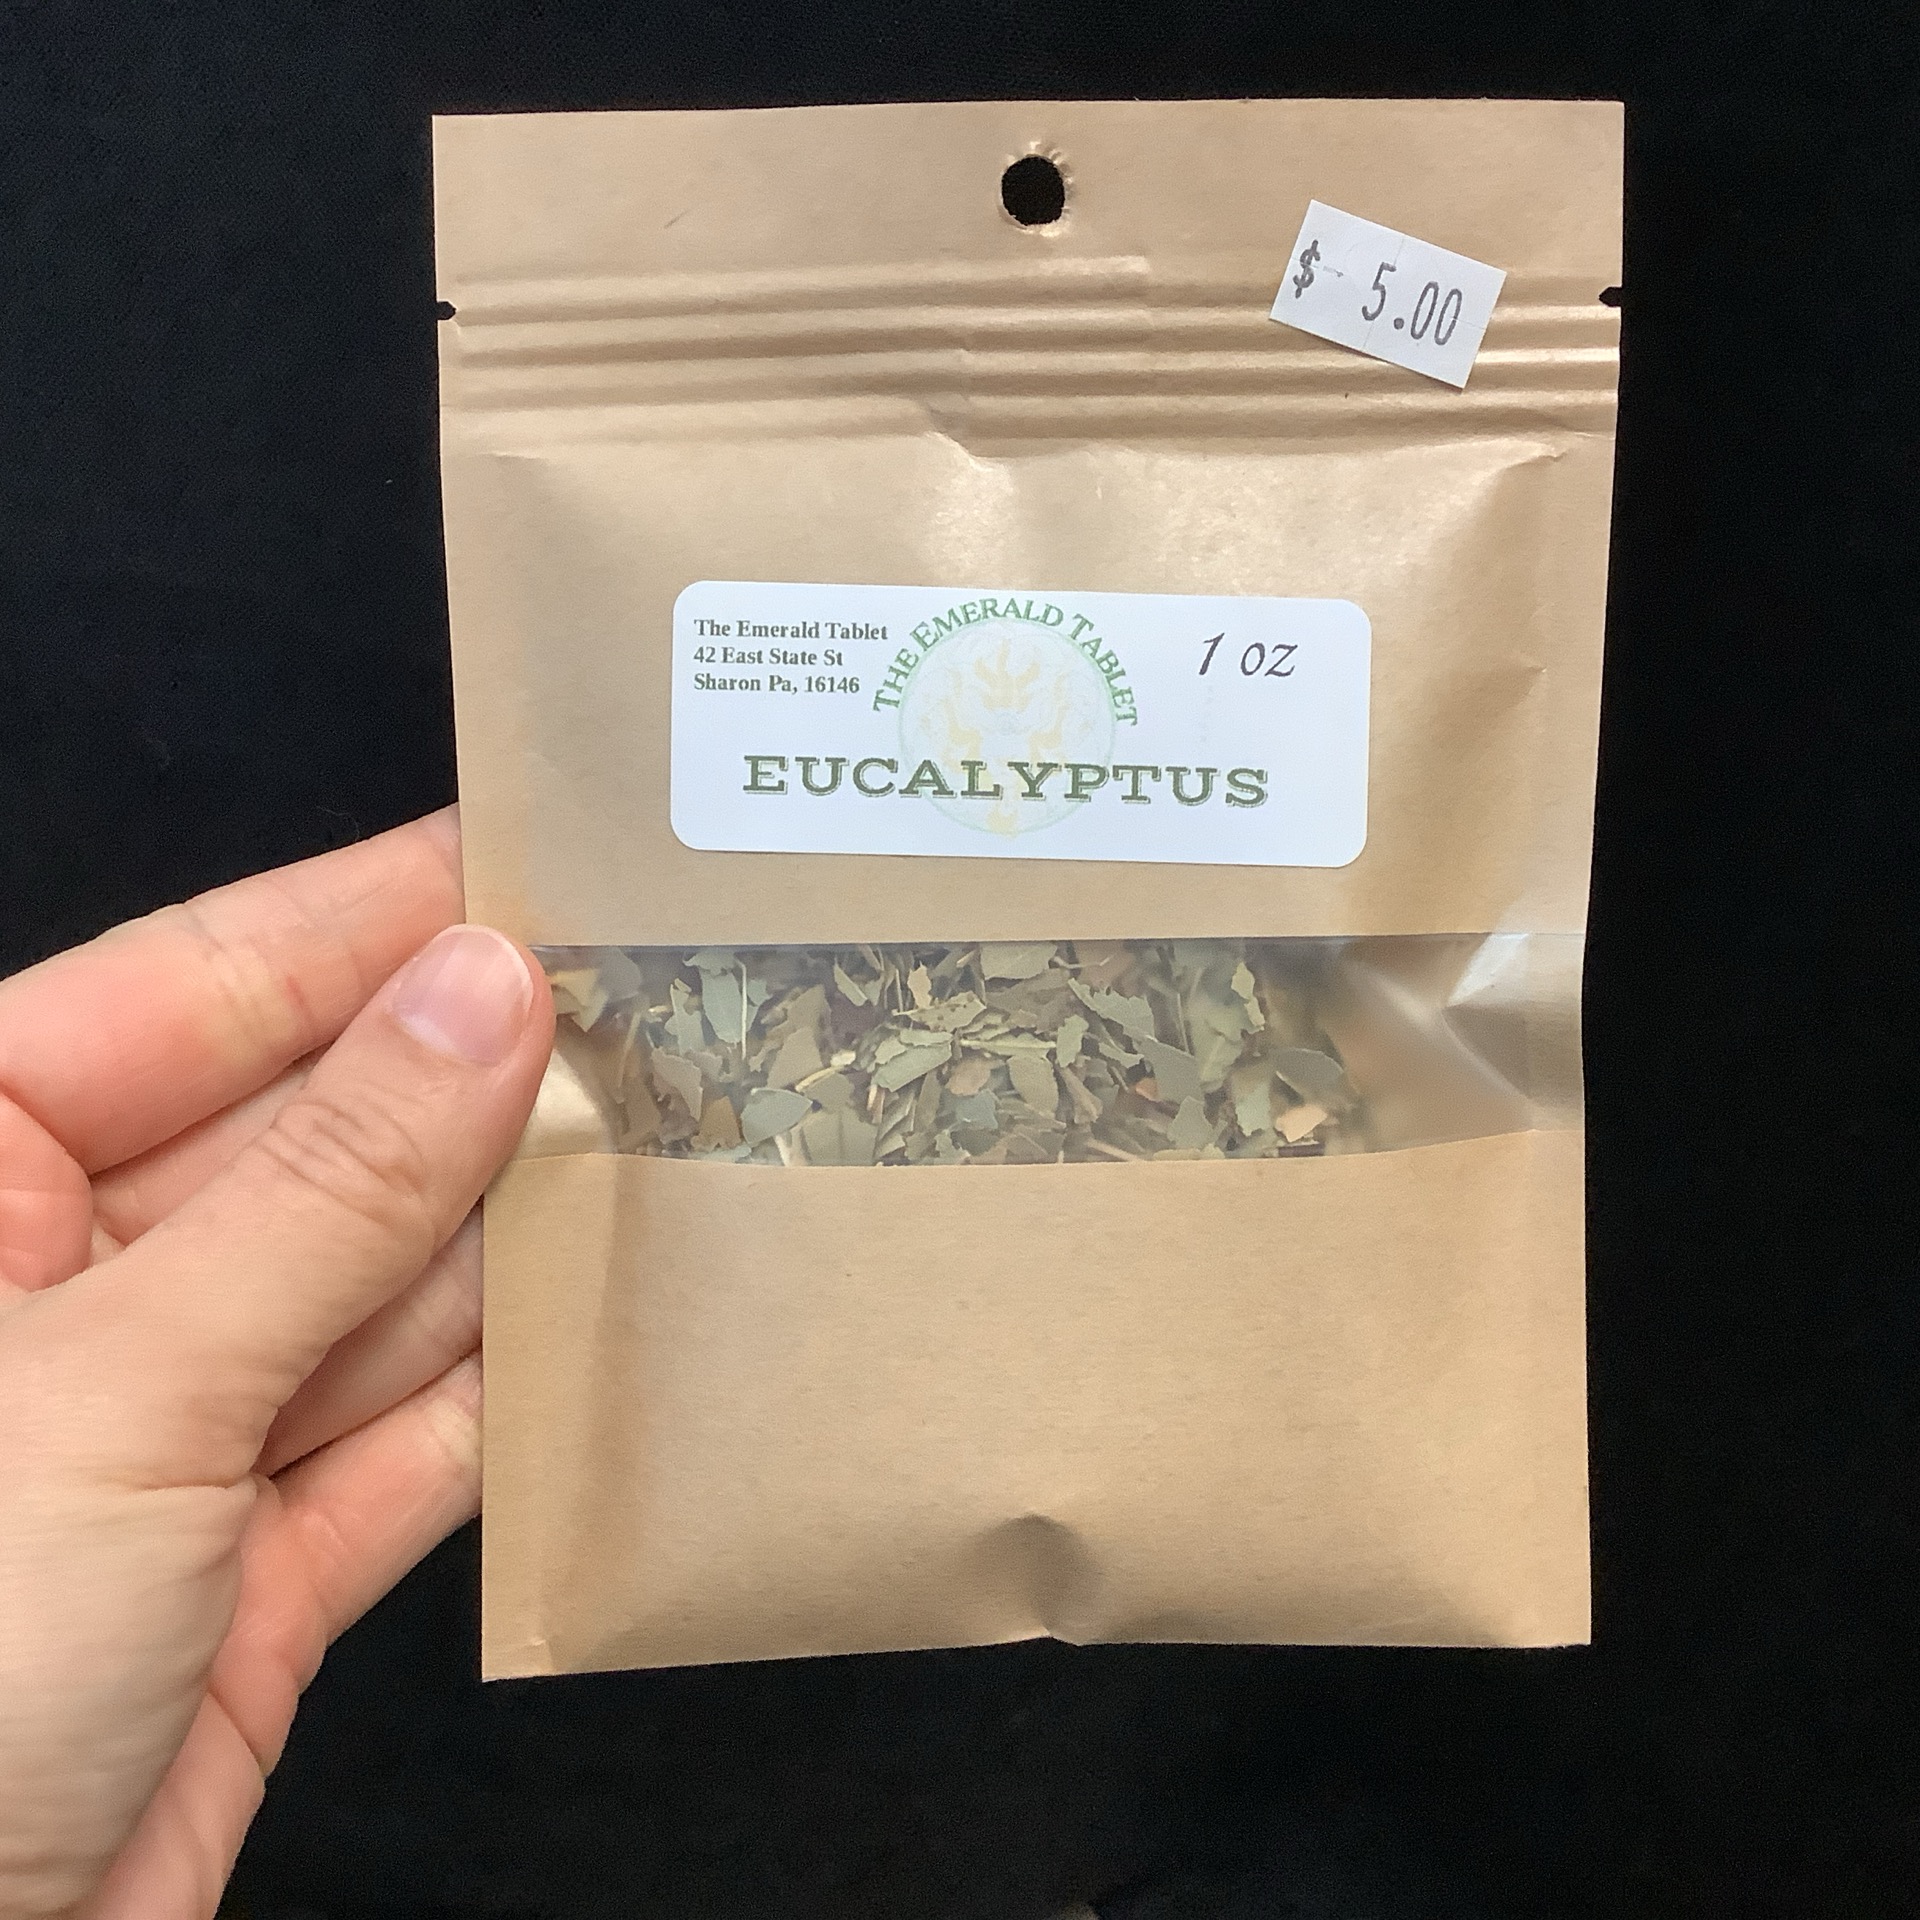 $ 5.00
The Emerald Tablet
42 East State St
Sharon Pa, 16146
THE EMERALD TABLET
1 oz
EUCALYPTUS